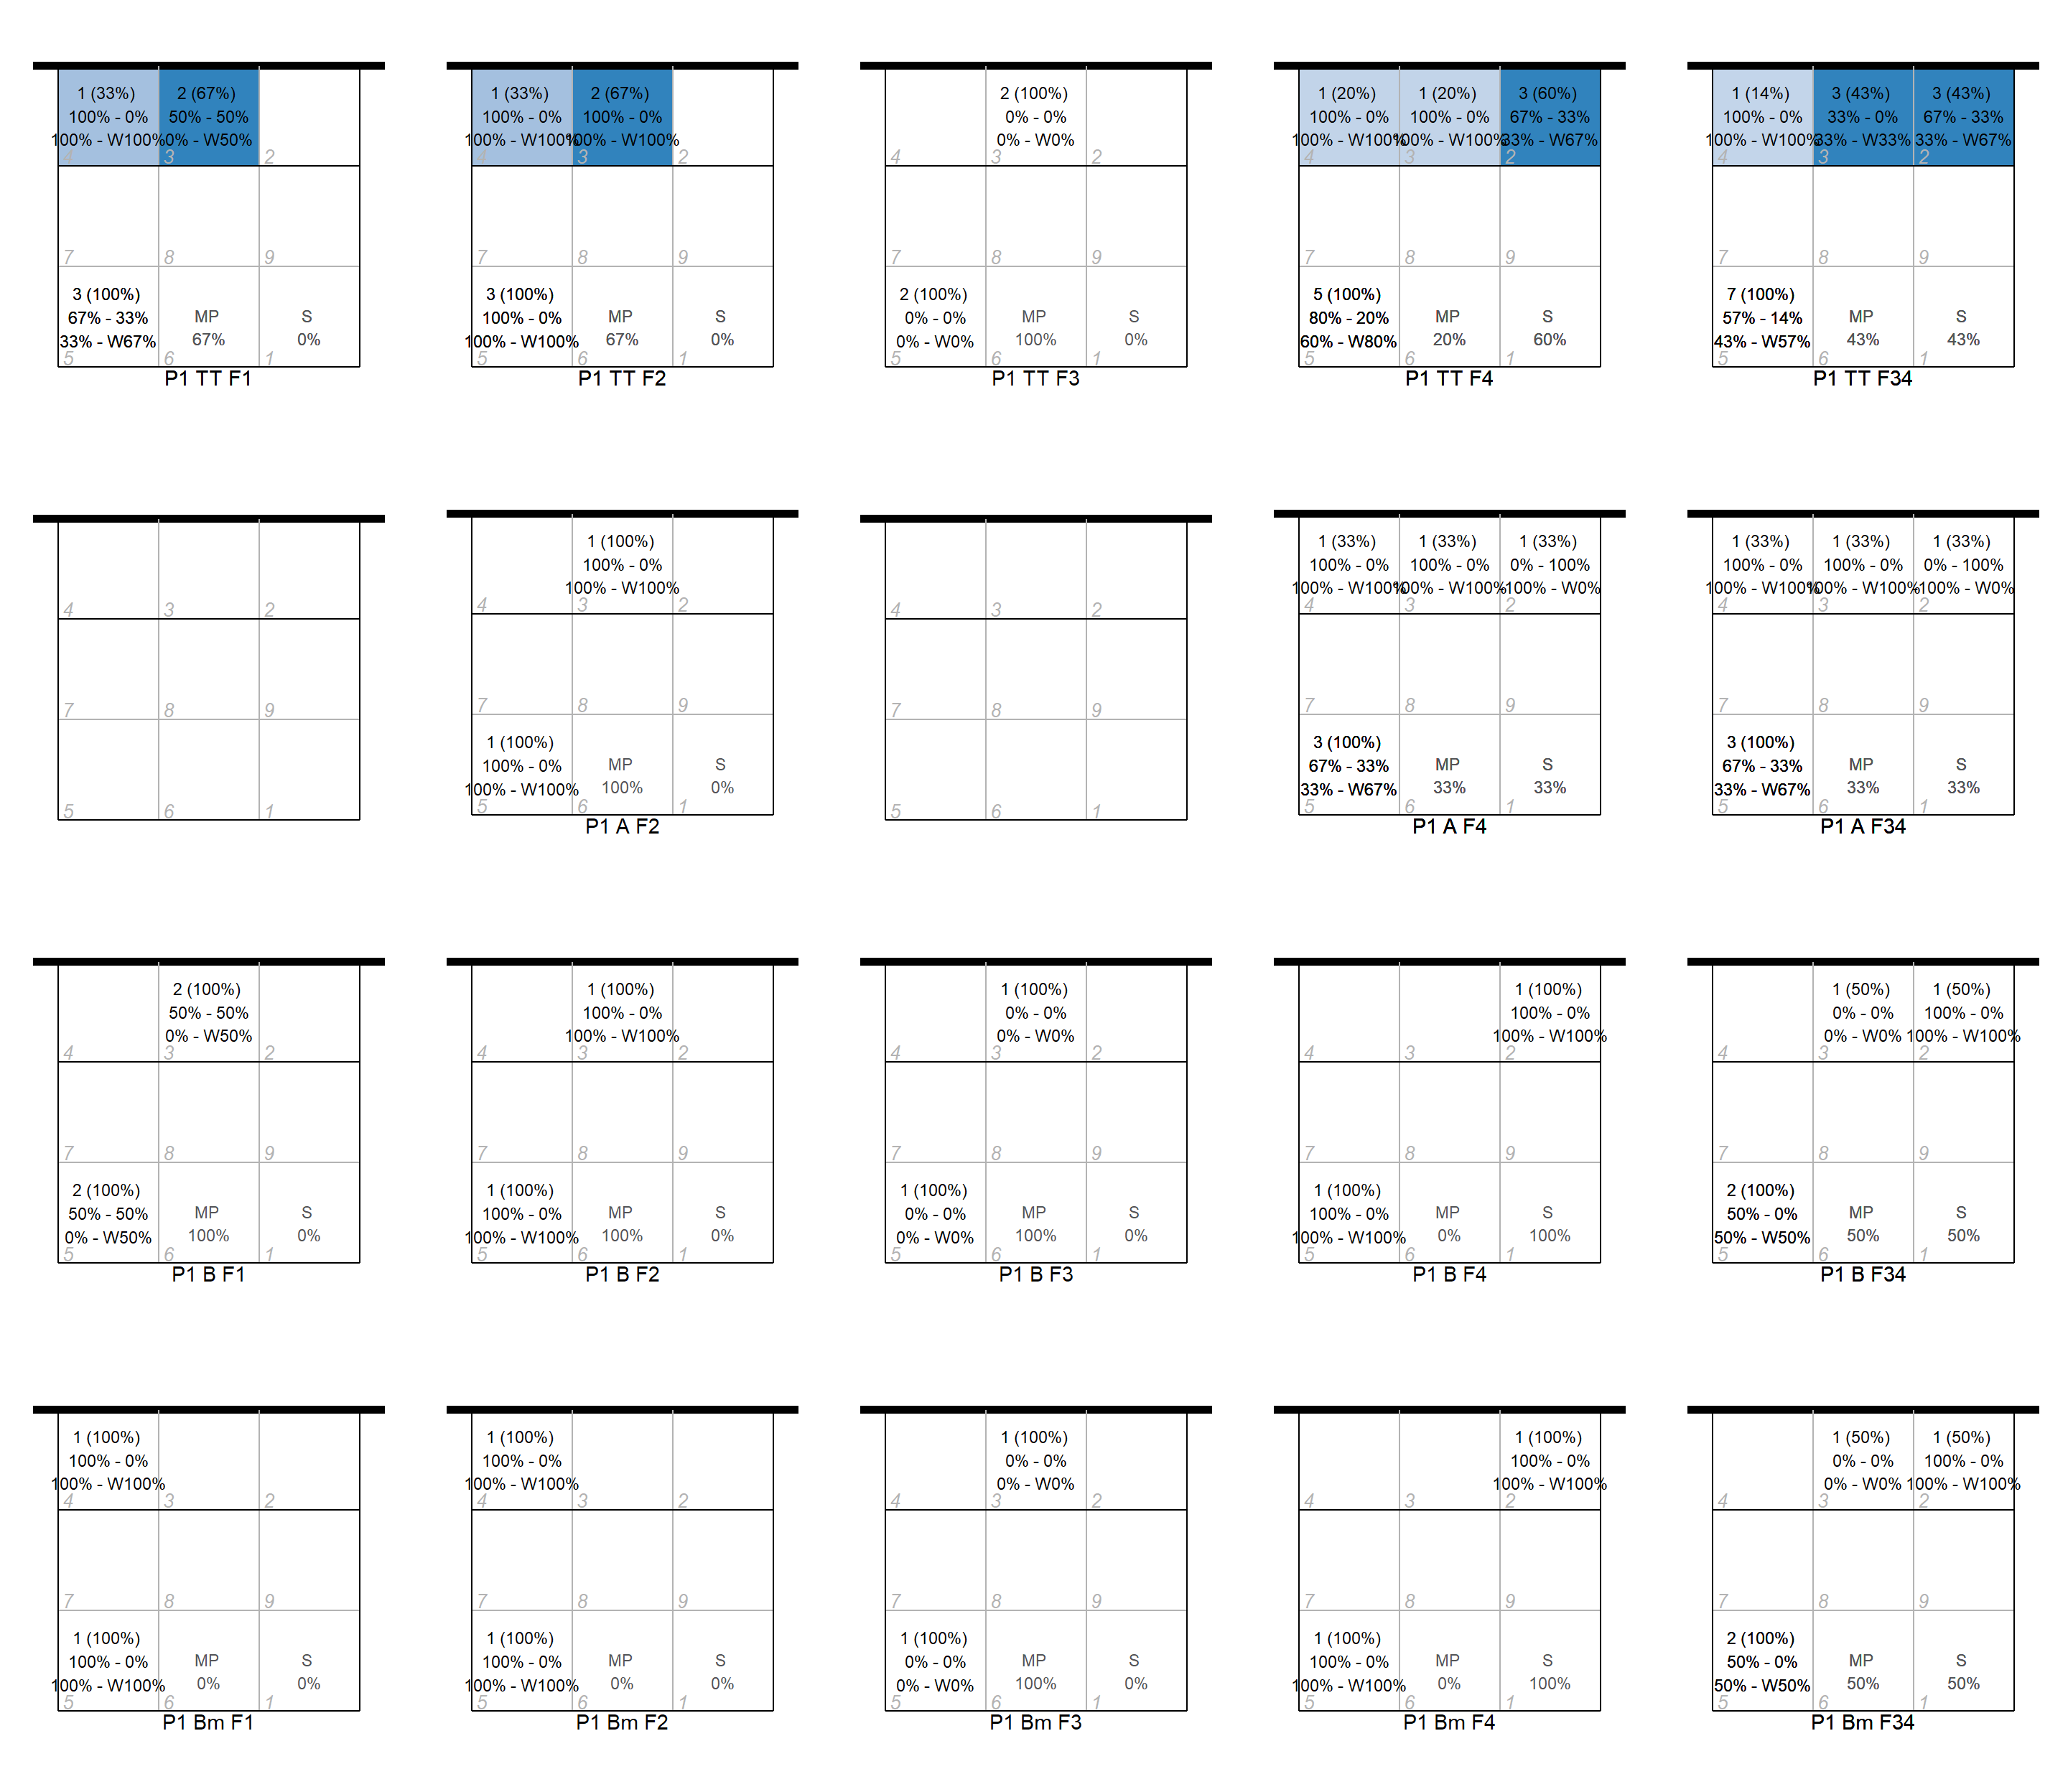 1 (33%) 2 (67%) 1 (33%) 2 (67%) 2 (100%) 1 (20%) 1 (20%) 3 (60%) 1 (14%) 3 (43%) 3 (43%)
100% - 0% 50% - 50% 100% - 0% 100% - 0% 0% - 0% 100% - 0% 100% - 0% 67% - 33% 100% - 0% 33% - 0% 67% - 33%
100% - W100% 0% - W50% 100% - W100% 100% - W100% 0% - W0% 100% - W100% 100% - W100% 33% - W67% 100% - W100% 33% - W33% 33% - W67%
4 3 2 4 3 2 4 3 2 4 3 2 4 3 2
7 8 9 7 8 9 7 8 9 7 8 9 7 8 9
3 (100%) 3 (100%) 2 (100%) 5 (100%) 7 (100%)
67% - 33% MP S 100% - 0% MP S 0% - 0% MP S 80% - 20% MP S 57% - 14% MP S
33% - W67% 67% 0% 100% - W100% 67% 0% 0% - W0% 100% 0% 60% - W80% 20% 60% 43% - W57% 43% 43%
5 6 1 5 6 1 5 6 1 5 6 1 5 6 1
P1 TT F1 P1 TT F2 P1 TT F3 P1 TT F4 P1 TT F34
1 (100%) 1 (33%) 1 (33%) 1 (33%) 1 (33%) 1 (33%) 1 (33%)
100% - 0% 100% - 0% 100% - 0% 0% - 100% 100% - 0% 100% - 0% 0% - 100%
100% - W100% 100% - W100% 100% - W100% -100% - W0% 100% - W100% 100% - W100% -100% - W0%
4 3 2 4 3 2 4 3 2 4 3 2 4 3 2
7 8 9 7 8 9 7 8 9 7 8 9 7 8 9
1 (100%) 3 (100%) 3 (100%)
100% - 0% MP S 67% - 33% MP S 67% - 33% MP S
100% - W100% 100% 0% 33% - W67% 33% 33% 33% - W67% 33% 33%
5 6 1 5 6 1 5 6 1 5 6 1 5 6 1
P1 A F2 P1 A F4 P1 A F34
2 (100%) 1 (100%) 1 (100%) 1 (100%) 1 (50%) 1 (50%)
50% - 50% 100% - 0% 0% - 0% 100% - 0% 0% - 0% 100% - 0%
0% - W50% 100% - W100% 0% - W0% 100% - W100% 0% - W0% 100% - W100%
4 3 2 4 3 2 4 3 2 4 3 2 4 3 2
7 8 9 7 8 9 7 8 9 7 8 9 7 8 9
2 (100%) 1 (100%) 1 (100%) 1 (100%) 2 (100%)
50% - 50% MP S 100% - 0% MP S 0% - 0% MP S 100% - 0% MP S 50% - 0% MP S
0% - W50% 100% 0% 100% - W100% 100% 0% 0% - W0% 100% 0% 100% - W100% 0% 100% 50% - W50% 50% 50%
5 6 1 5 6 1 5 6 1 5 6 1 5 6 1
P1 B F1 P1 B F2 P1 B F3 P1 B F4 P1 B F34
1 (100%) 1 (100%) 1 (100%) 1 (100%) 1 (50%) 1 (50%)
100% - 0% 100% - 0% 0% - 0% 100% - 0% 0% - 0% 100% - 0%
100% - W100% 100% - W100% 0% - W0% 100% - W100% 0% - W0% 100% - W100%
4 3 2 4 3 2 4 3 2 4 3 2 4 3 2
7 8 9 7 8 9 7 8 9 7 8 9 7 8 9
1 (100%) 1 (100%) 1 (100%) 1 (100%) 2 (100%)
100% - 0% MP S 100% - 0% MP S 0% - 0% MP S 100% - 0% MP S 50% - 0% MP S
100% - W100% 0% 0% 100% - W100% 0% 0% 0% - W0% 100% 0% 100% - W100% 0% 100% 50% - W50% 50% 50%
5 6 1 5 6 1 5 6 1 5 6 1 5 6 1
P1 Bm F1 P1 Bm F2 P1 Bm F3 P1 Bm F4 P1 Bm F34